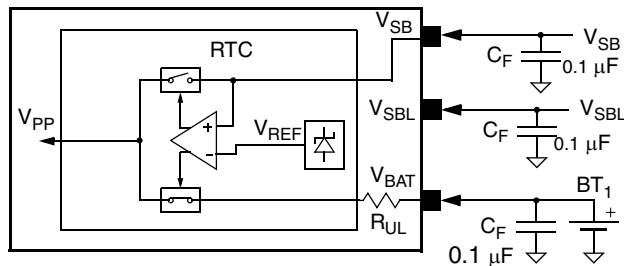 V_SB
RTC
V_SB
C_F
0.1 μF
V_PP
+
V_SBL
V_SBL
V_REF
-
C_F
0.1 μF
V_BAT
BT_1
R_UL
C_F
+
0.1 μF